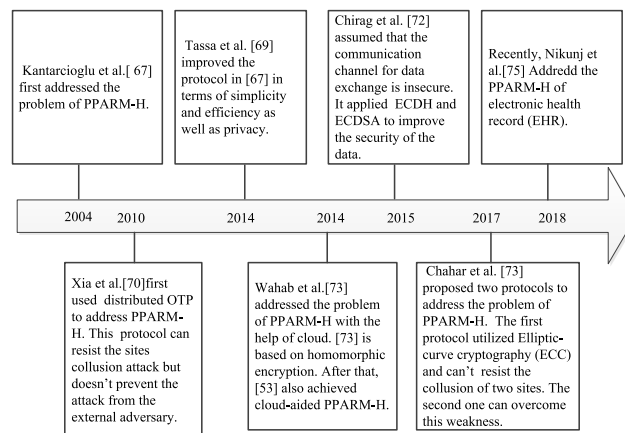 Kantarcioglu et al.[ 67]
first addressed the
problem of PPARM-H.
Tassa et al. [69]
improved the
protocol in [67] in
terms of simplicity
and efficiency as
well as privacy.
Chirag et al. [72]
assumed that the
communication
channel for data
exchange is insecure.
It applied ECDH and
ECDSA to improve
the security of the
data.
Recently, Nikunj et
al.[75] Addredd the
PPARM-H of
electronic health
record (EHR).
2004
2010
2014
2014
2015
2017
2018
Xia et al.[70]first
used distributed OTP
to address PPARM-
H. This protocol can
resist the sites
collusion attack but
doesn't prevent the
attack from the
external adversary.
Wahab et al.[73]
addressed the problem
of PPARM-H with the
help of cloud. [73] is
based on homomorphic
encryption. After that,
[53] also achieved
cloud-aided PPARM-H.
Chahar et al. [73]
proposed two protocols to
address the problem of
PPARM-H. The first
protocol utilized Elliptic-
curve cryptography (ECC)
and can't resist the
collusion of two sites. The
second one can overcome
this weakness.